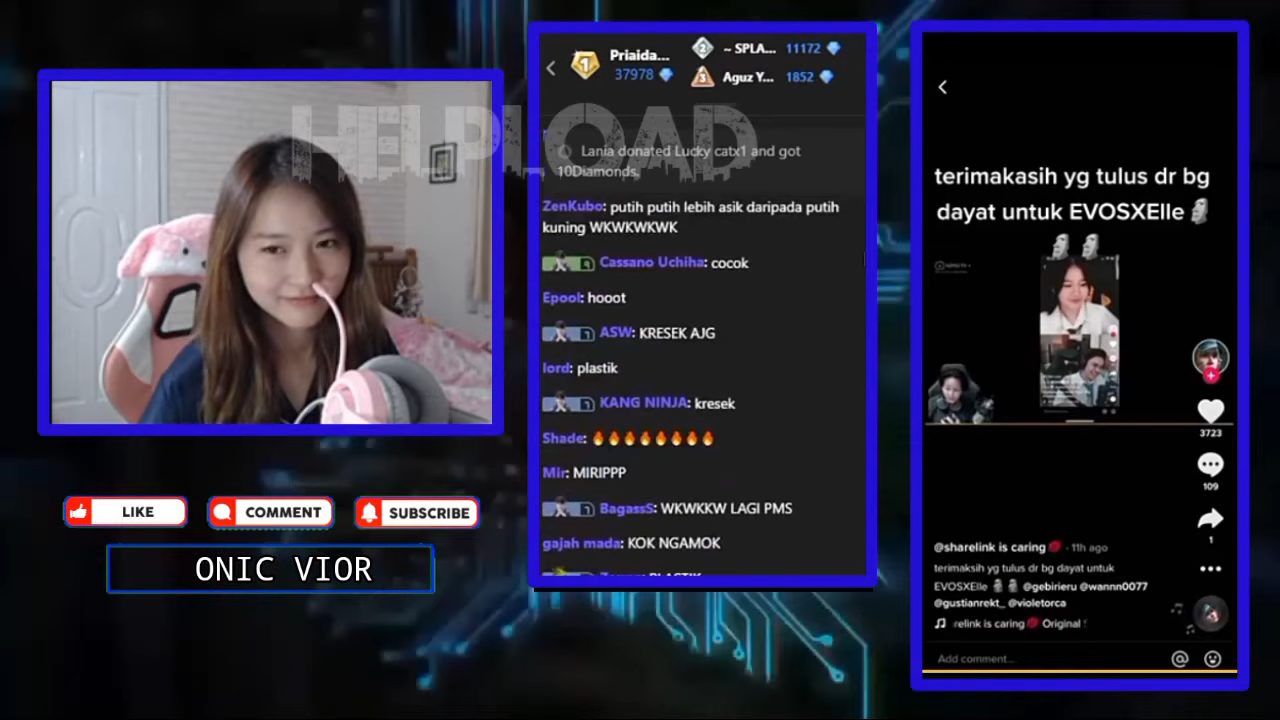 HELPLOAD
LIKE
COMMENT
SUBSCRIBE
ONIC VIOR
1
Priaida...
37978
2
~ SPLA...
11172
3
Aguz Y...
1852
Lania donated Lucky catx1 and got
10Diamonds.
ZenKubo: putih putih lebih asik daripada putih
kuning WKWKWKWK
Cassano Uchiha: cocok
Epool: hooot
ASW: KRESEK AJG
lord: plastik
KANG NINJA: kresek
Shade: 🔥🔥🔥🔥🔥🔥🔥🔥
Mir: MIRIPPP
BagassS: WKWKKW LAGI PMS
gajah mada: KOK NGAMOK
terimakasih yg tulus dr bg
dayat untuk EVOSXElle 🗿
3723
109
1
@sharelink is caring💋 · 11h ago
terimaksih yg tulus dr bg dayat untuk
EVOSXElle 🗿 🗿 @gebirieru @wannn0077
@gustianrekt_ @violetorca
relink is caring💋 Original
Add comment...